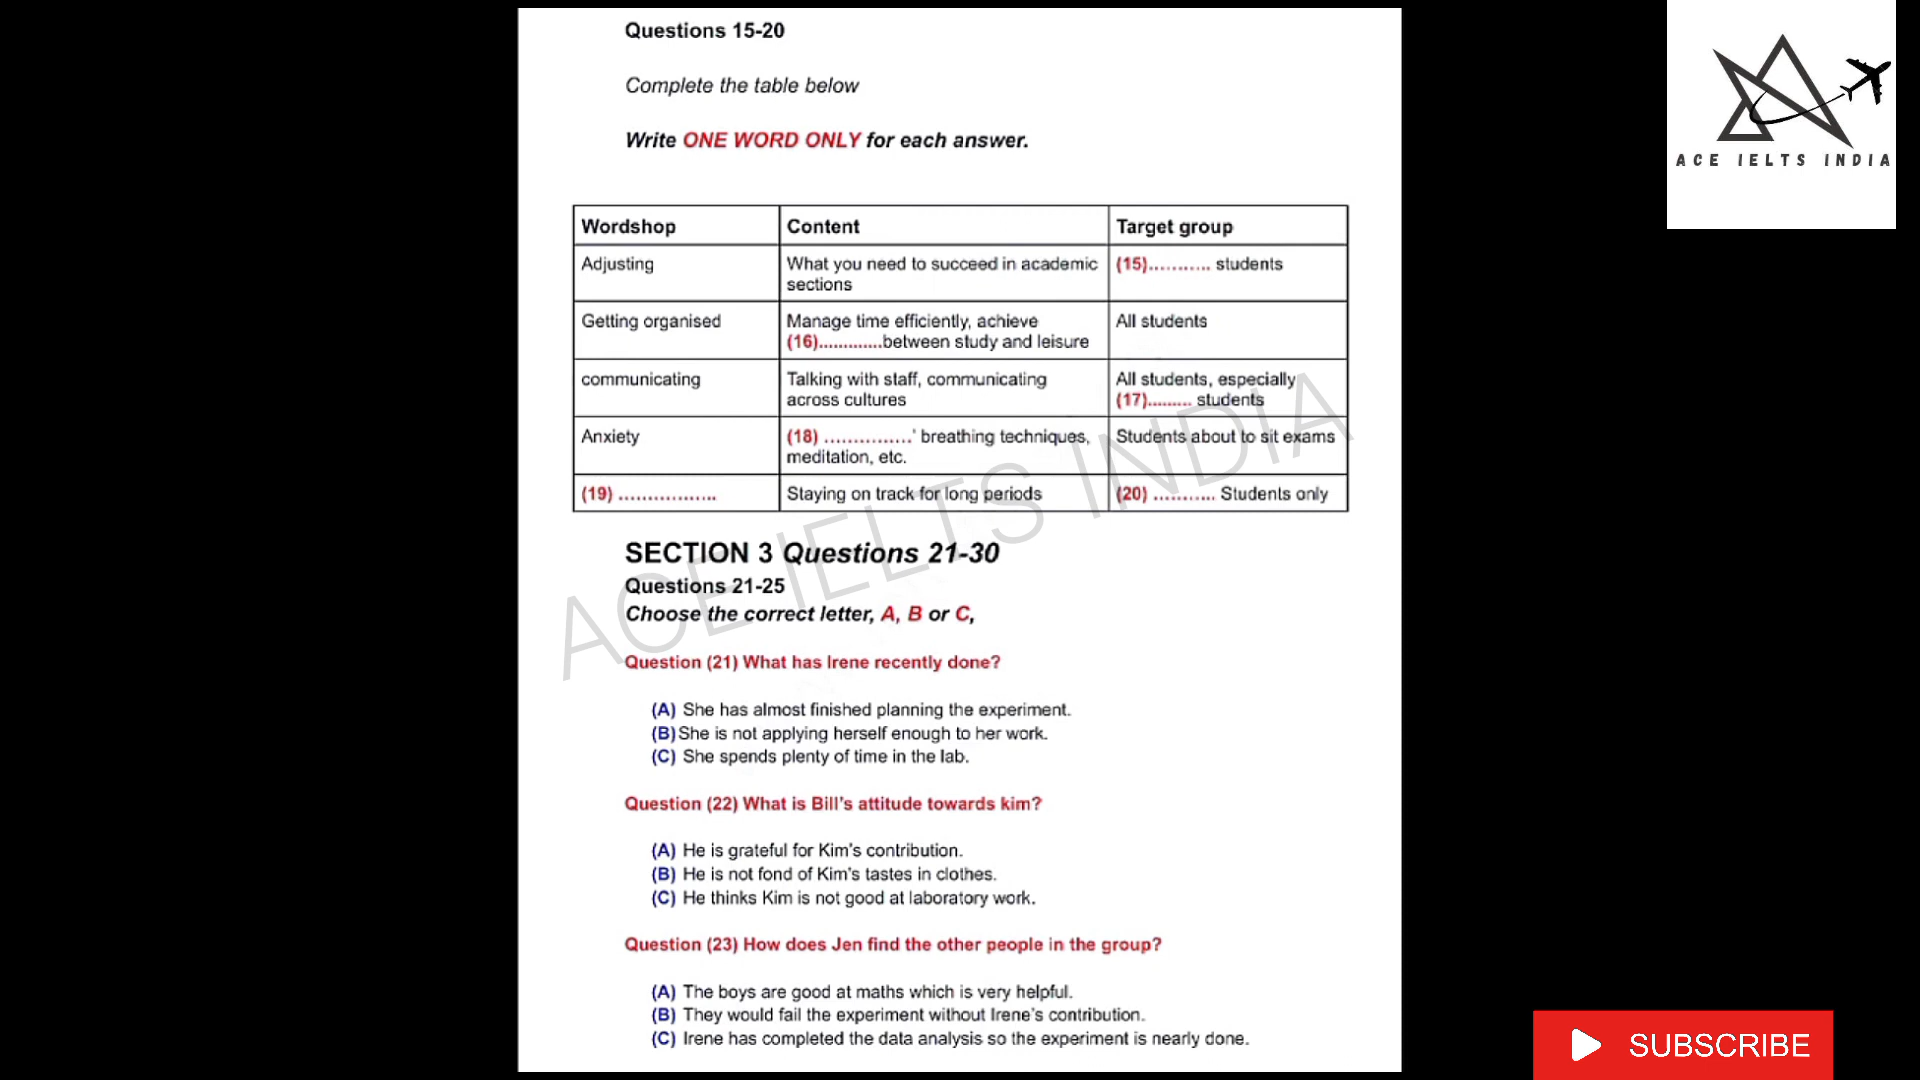 Questions 15-20
Complete the table below
Write ONE WORD ONLY for each answer.
Wordshop Content Target group
Adjusting What you need to succeed in academic sections (15)........... students
Getting organised Manage time efficiently, achieve (16).............between study and leisure All students
communicating Talking with staff, communicating across cultures All students, especially (17)......... students
Anxiety (18) ...............' breathing techniques, meditation, etc. Students about to sit exams
(19) ................. Staying on track for long periods (20) ........... Students only
SECTION 3 Questions 21-30
Questions 21-25
Choose the correct letter, A, B or C,
Question (21) What has Irene recently done?
(A) She has almost finished planning the experiment.
(B) She is not applying herself enough to her work.
(C) She spends plenty of time in the lab.
Question (22) What is Bill's attitude towards kim?
(A) He is grateful for Kim's contribution.
(B) He is not fond of Kim's tastes in clothes.
(C) He thinks Kim is not good at laboratory work.
Question (23) How does Jen find the other people in the group?
(A) The boys are good at maths which is very helpful.
(B) They would fail the experiment without Irene's contribution.
(C) Irene has completed the data analysis so the experiment is nearly done.
ACE IELTS INDIA
ACE IELTS INDIA
SUBSCRIBE